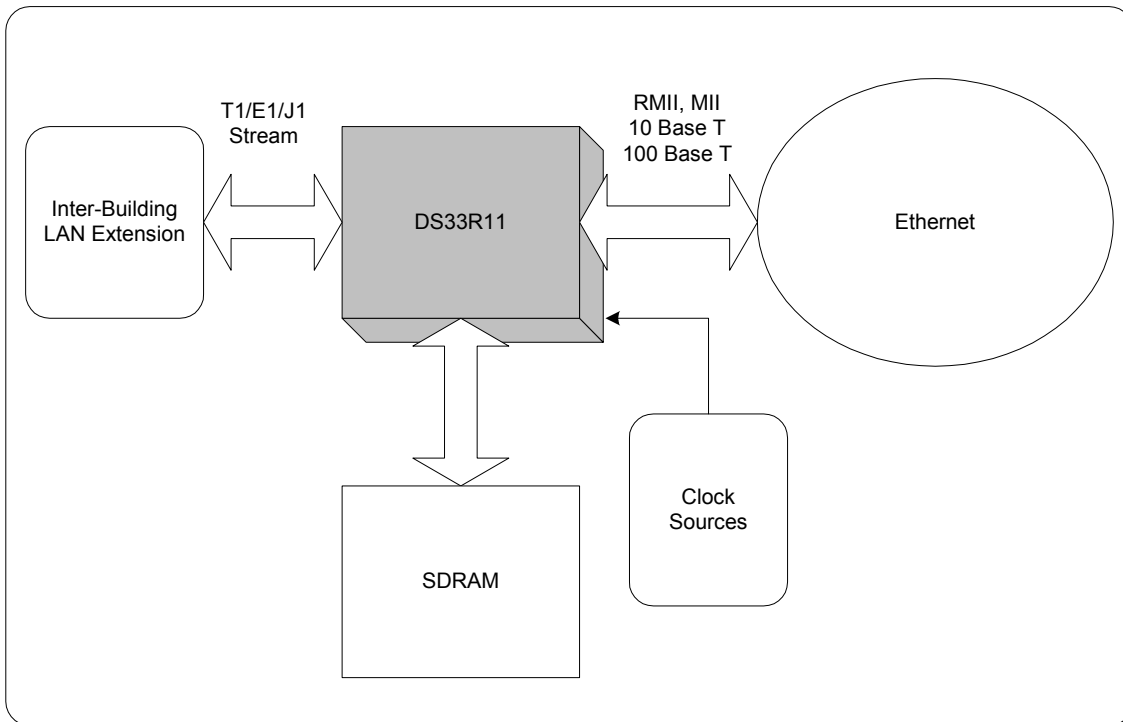 T1/E1/J1
Stream
RMII, MII
10 Base T
100 Base T
Inter-Building
LAN Extension
DS33R11
Ethernet
Clock
Sources
SDRAM